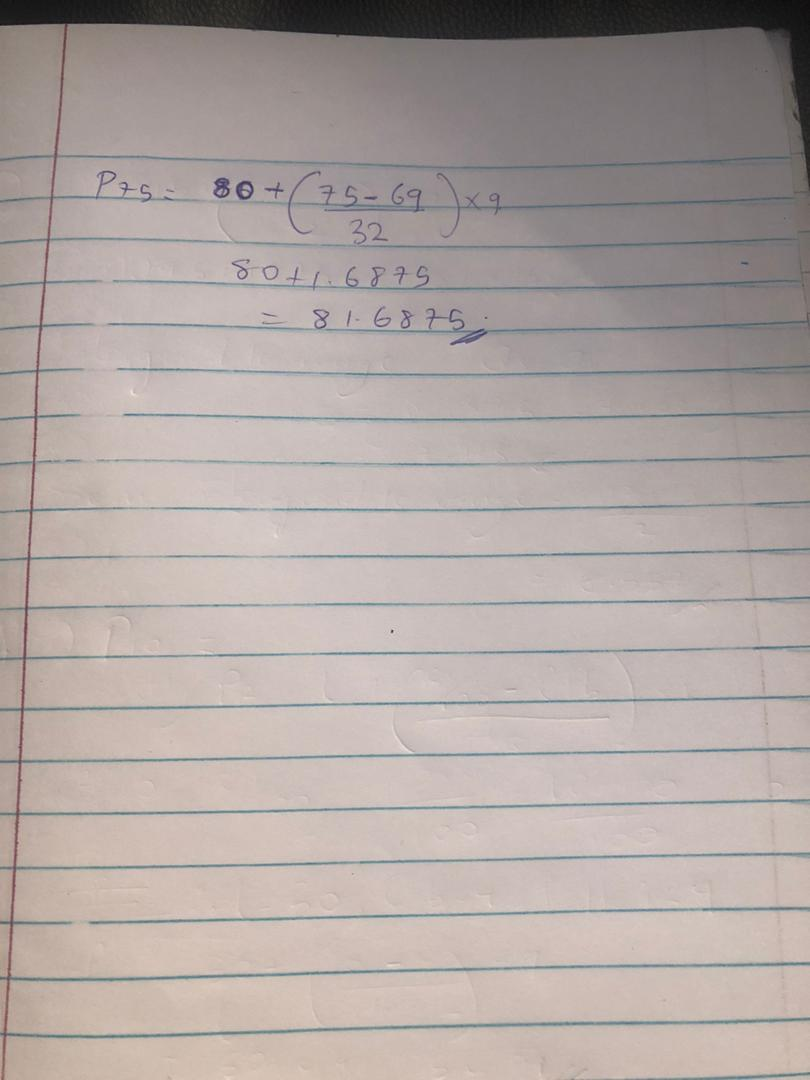 P75 = 80 + (75 - 69 / 32) × 9
80 + 1.6875
= 81.6875.